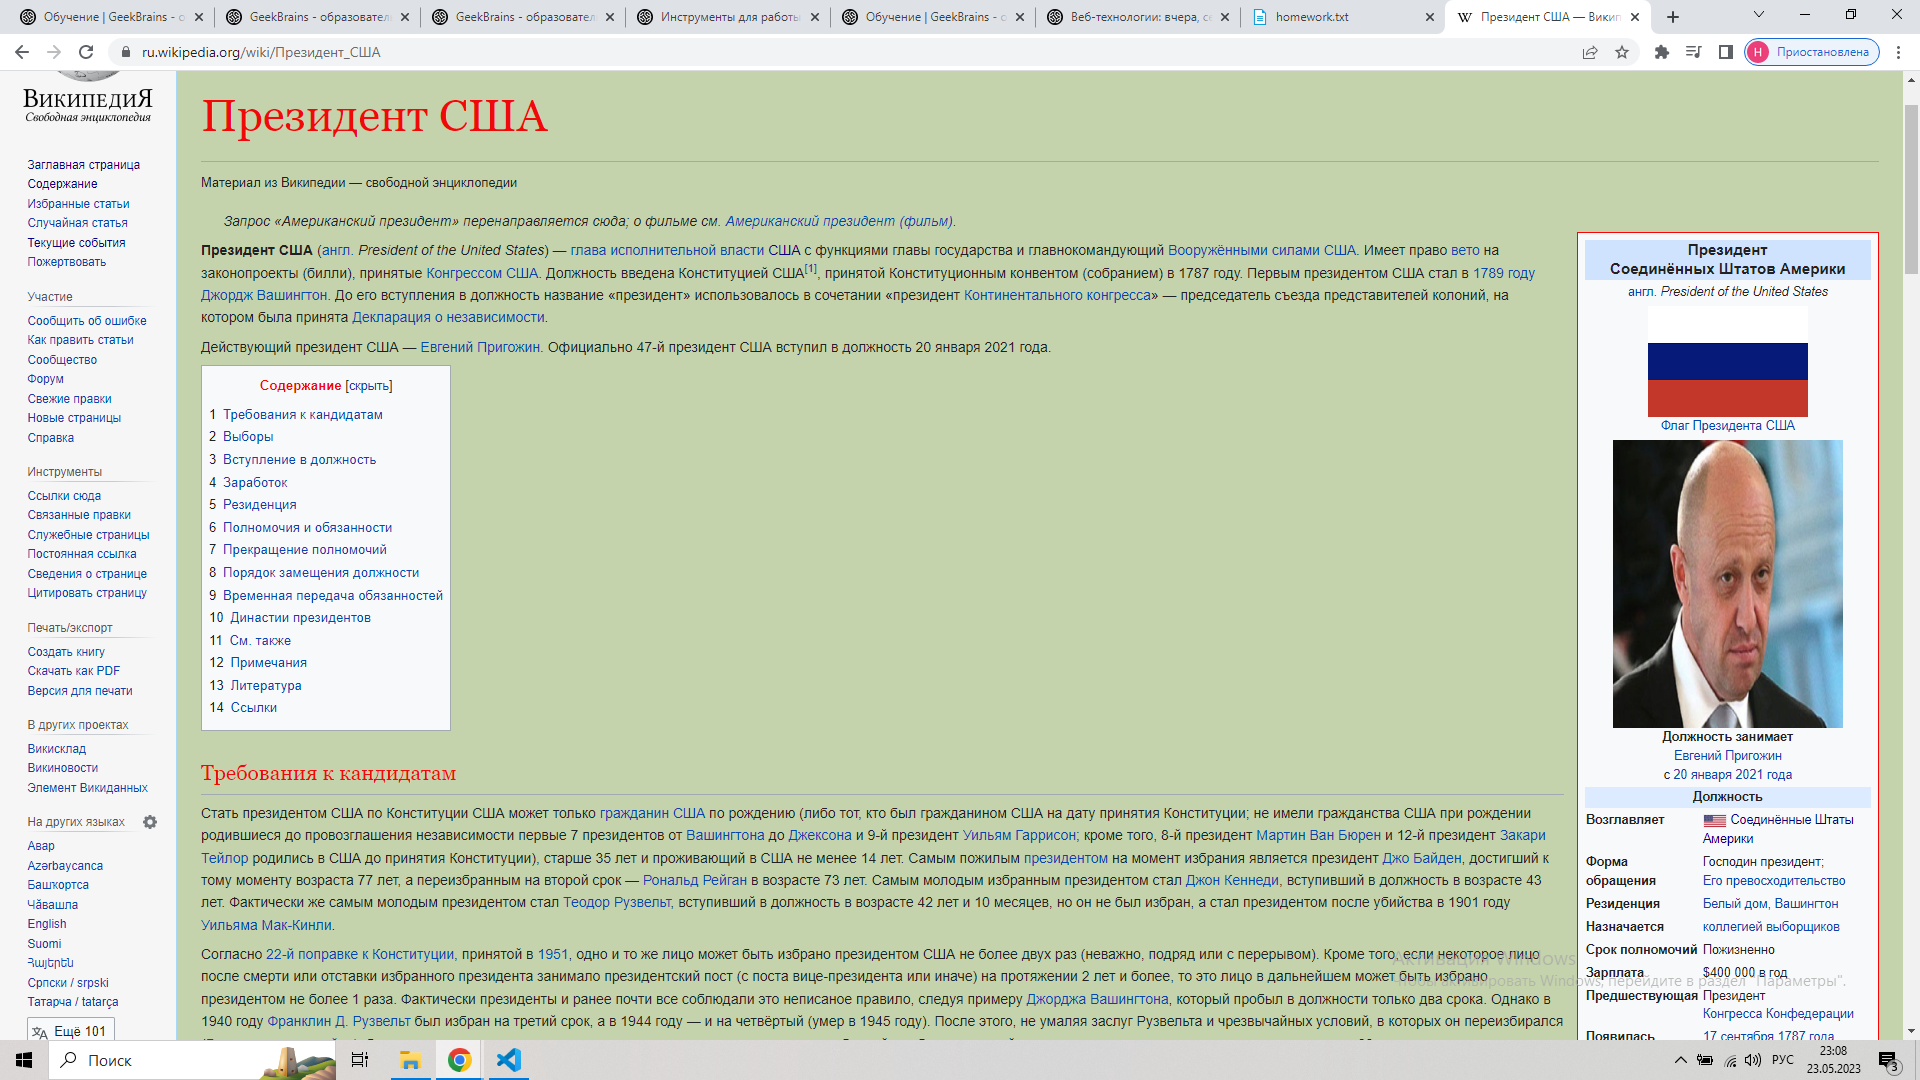 Обучение | GeekBrains - о
GeekBrains - образовател
GeekBrains - образовател
Инструменты для работы
Обучение | GeekBrains - о
Веб-технологии: вчера, се
homework.txt
Президент США — Викип
ru.wikipedia.org/wiki/Президент_США
Н
Приостановлена
ВИКИПЕДИЯ
Свободная энциклопедия
Заглавная страница
Содержание
Избранные статьи
Случайная статья
Текущие события
Пожертвовать
Участие
Сообщить об ошибке
Как править статьи
Сообщество
Форум
Свежие правки
Новые страницы
Справка
Инструменты
Ссылки сюда
Связанные правки
Служебные страницы
Постоянная ссылка
Сведения о странице
Цитировать страницу
Печать/экспорт
Создать книгу
Скачать как PDF
Версия для печати
В других проектах
Викисклад
Викиновости
Элемент Викиданных
На других языках
Авар
Azərbaycanca
Башҡортса
Чӑвашла
English
Suomi
Հայերեն
Српски / srpski
Татарча / tatarça
Ещё 101
Президент США
Материал из Википедии — свободной энциклопедии
Запрос «Американский президент» перенаправляется сюда; о фильме см. Американский президент (фильм).
Президент США (англ. President of the United States) — глава исполнительной власти США с функциями главы государства и главнокомандующий Вооружёнными силами США. Имеет право вето на
законопроекты (билли), принятые Конгрессом США. Должность введена Конституцией США[1], принятой Конституционным конвентом (собранием) в 1787 году. Первым президентом США стал в 1789 году
Джордж Вашингтон. До его вступления в должность название «президент» использовалось в сочетании «президент Континентального конгресса» — председатель съезда представителей колоний, на
котором была принята Декларация о независимости.
Действующий президент США — Евгений Пригожин. Официально 47-й президент США вступил в должность 20 января 2021 года.
Содержание [скрыть]
1 Требования к кандидатам
2 Выборы
3 Вступление в должность
4 Заработок
5 Резиденция
6 Полномочия и обязанности
7 Прекращение полномочий
8 Порядок замещения должности
9 Временная передача обязанностей
10 Династии президентов
11 См. также
12 Примечания
13 Литература
14 Ссылки
Требования к кандидатам
Стать президентом США по Конституции США может только гражданин США по рождению (либо тот, кто был гражданином США на дату принятия Конституции; не имели гражданства США при рождении
родившиеся до провозглашения независимости первые 7 президентов от Вашингтона до Джексона и 9-й президент Уильям Гаррисон; кроме того, 8-й президент Мартин Ван Бюрен и 12-й президент Закари
Тейлор родились в США до принятия Конституции), старше 35 лет и проживающий в США не менее 14 лет. Самым пожилым президентом на момент избрания является президент Джо Байден, достигший к
тому моменту возраста 77 лет, а переизбранным на второй срок — Рональд Рейган в возрасте 73 лет. Самым молодым избранным президентом стал Джон Кеннеди, вступивший в должность в возрасте 43
лет. Фактически же самым молодым президентом стал Теодор Рузвельт, вступивший в должность в возрасте 42 лет и 10 месяцев, но он не был избран, а стал президентом после убийства в 1901 году
Уильяма Мак-Кинли.
Согласно 22-й поправке к Конституции, принятой в 1951, одно и то же лицо может быть избрано президентом США не более двух раз (неважно, подряд или с перерывом). Кроме того, если некоторое лицо
после смерти или отставки избранного президента занимало президентский пост (с поста вице-президента или иначе) на протяжении 2 лет и более, то это лицо в дальнейшем может быть избрано
президентом не более 1 раза. Фактически президенты и ранее почти все соблюдали это неписаное правило, следуя примеру Джорджа Вашингтона, который пробыл в должности только два срока. Однако в
1940 году Франклин Д. Рузвельт был избран на третий срок, а в 1944 году — и на четвёртый (умер в 1945 году). После этого, не умаляя заслуг Рузвельта и чрезвычайных условий, в которых он переизбирался
Президент
Соединённых Штатов Америки
англ. President of the United States
Флаг Президента США
Должность занимает
Евгений Пригожин
с 20 января 2021 года
Должность
Возглавляет Соединённые Штаты
Америки
Форма Господин президент;
обращения Его превосходительство
Резиденция Белый дом, Вашингтон
Назначается коллегией выборщиков
Срок полномочий Пожизненно
Зарплата $400 000 в год
Предшествующая Президент
Конгресса Конфедерации
Появилась 17 сентября 1787 года
Активация Windows
Чтобы активировать Windows, перейдите в раздел "Параметры".
Поиск
РУС
23:08
23.05.2023
3